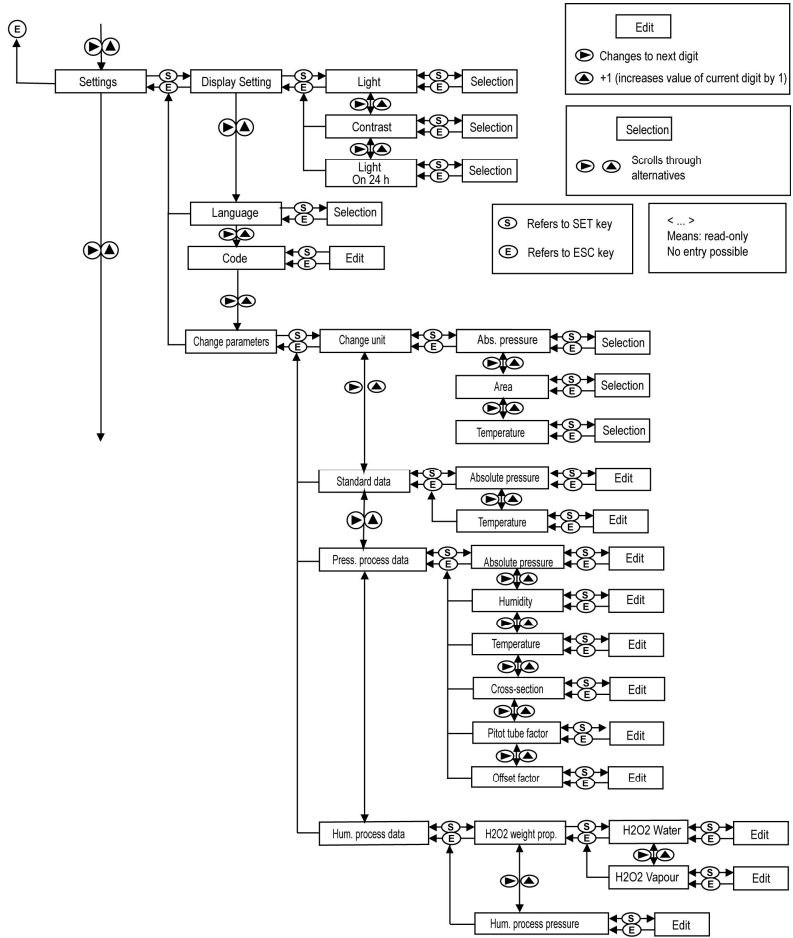 E
Edit
Changes to next digit
+1 (increases value of current digit by 1)
Selection
Scrolls through
alternatives
S Refers to SET key
E Refers to ESC key
< ... >
Means: read-only
No entry possible
Settings
S
E
Display Setting
S
E
Light
S
E
Selection
Contrast
S
E
Selection
Light
On 24 h
S
E
Selection
Language
S
E
Selection
Code
S
E
Edit
Change parameters
S
E
Change unit
S
E
Abs. pressure
S
E
Selection
Area
S
E
Selection
Temperature
S
E
Selection
Standard data
S
E
Absolute pressure
S
E
Edit
Temperature
S
E
Edit
Press. process data
S
E
Absolute pressure
S
E
Edit
Humidity
S
E
Edit
Temperature
S
E
Edit
Cross-section
S
E
Edit
Pitot tube factor
S
E
Edit
Offset factor
S
E
Edit
Hum. process data
S
E
H2O2 weight prop.
S
E
H2O2 Water
S
E
Edit
H2O2 Vapour
S
E
Edit
Hum. process pressure
S
E
Edit